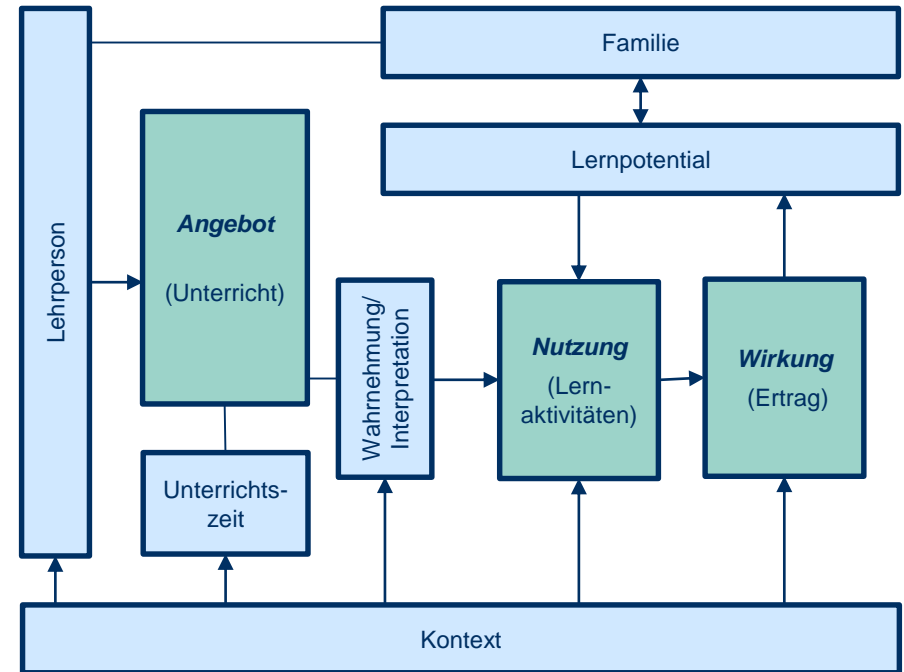 Familie
Lernpotential
Lehrperson
Angebot
(Unterricht)
Wahrnehmung/
Interpretation
Nutzung
(Lern-
aktivitäten)
Wirkung
(Ertrag)
Unterrichts-
zeit
Kontext